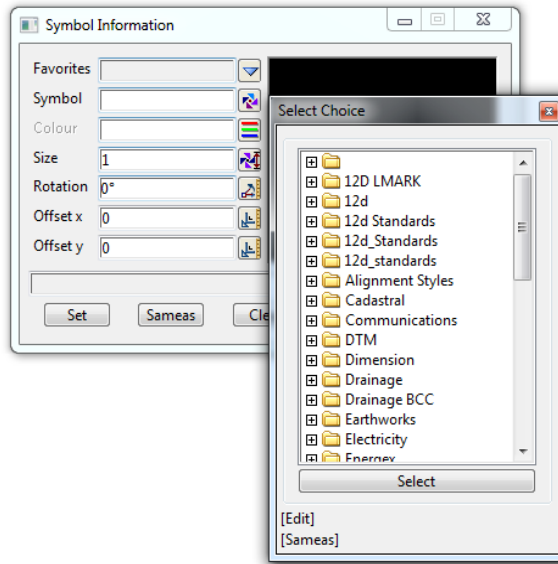 Symbol Information
Favorites
Symbol
Colour
Size 1
Rotation 0°
Offset x 0
Offset y 0
Set Sameas Cle
Select Choice
12D LMARK
12d
12d Standards
12d_Standards
12d_standards
Alignment Styles
Cadastral
Communications
DTM
Dimension
Drainage
Drainage BCC
Earthworks
Electricity
Energex
Select
[Edit]
[Sameas]